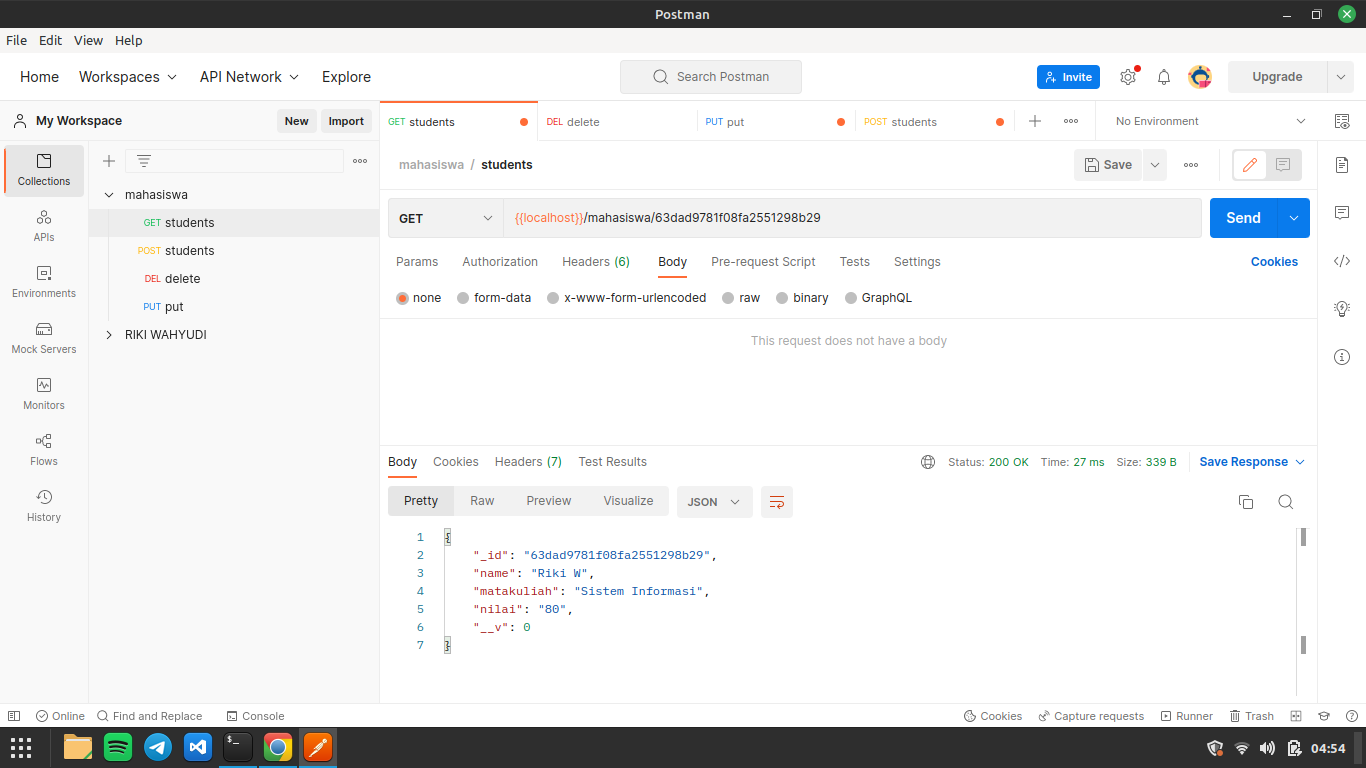 Postman
File Edit View Help
Home Workspaces API Network Explore Search Postman Invite Upgrade
My Workspace New Import
GET students DEL delete PUT put POST students No Environment
mahasiswa / students Save
Collections
APIs
Environments
Mock Servers
Monitors
Flows
History
mahasiswa
GET students
POST students
DEL delete
PUT put
RIKI WAHYUDI
GET {{localhost}}/mahasiswa/63dad9781f08fa2551298b29 Send
Params Authorization Headers (6) Body Pre-request Script Tests Settings Cookies
none form-data x-www-form-urlencoded raw binary GraphQL
This request does not have a body
Body Cookies Headers (7) Test Results Status: 200 OK Time: 27 ms Size: 339 B Save Response
Pretty Raw Preview Visualize JSON
1 {
2 "_id": "63dad9781f08fa2551298b29",
3 "name": "Riki W",
4 "matakuliah": "Sistem Informasi",
5 "nilai": "80",
6 "__v": 0
7 }
Online Find and Replace Console Cookies Capture requests Runner Trash
04:54